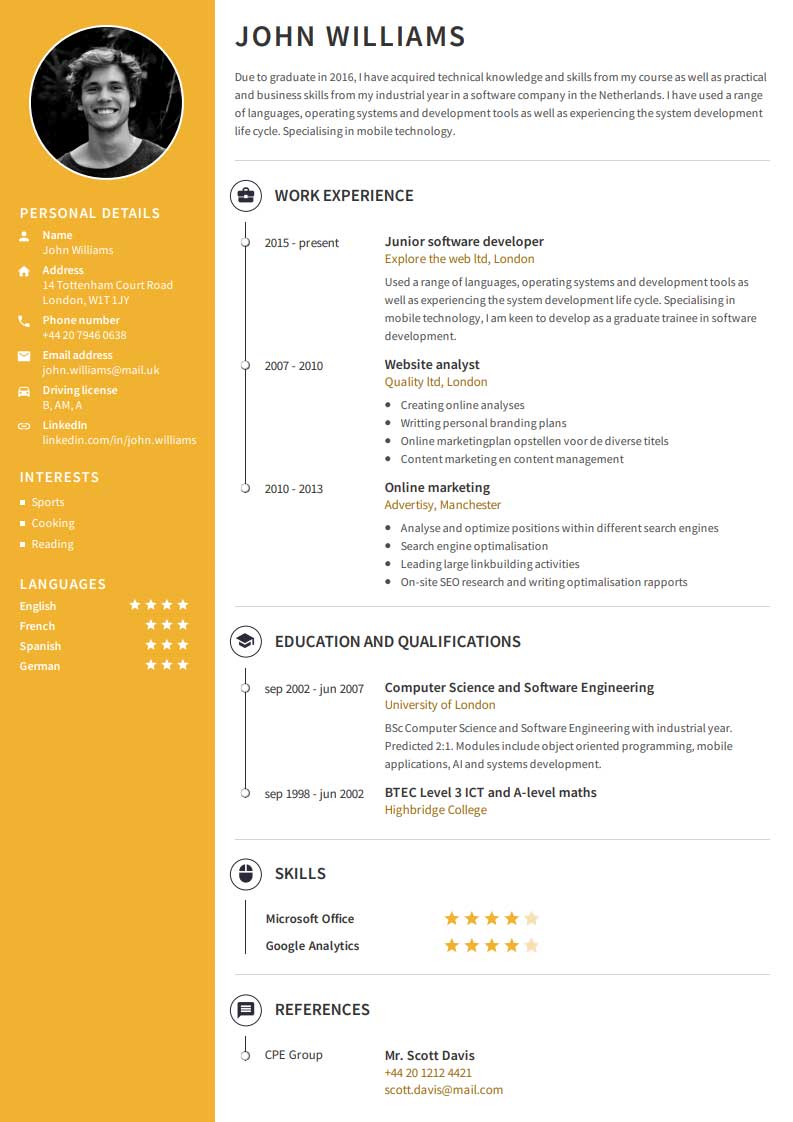 JOHN WILLIAMS
Due to graduate in 2016, I have acquired technical knowledge and skills from my course as well as practical
and business skills from my industrial year in a software company in the Netherlands. I have used a range
of languages, operating systems and development tools as well as experiencing the system development
life cycle. Specialising in mobile technology.
PERSONAL DETAILS
Name
John Williams
Address
14 Tottenham Court Road
London, W1T 1JY
Phone number
+44 20 7946 0638
Email address
john.williams@mail.uk
Driving license
B, AM, A
LinkedIn
linkedin.com/in/john.williams
INTERESTS
Sports
Cooking
Reading
LANGUAGES
English
French
Spanish
German
WORK EXPERIENCE
2015 - present
Junior software developer
Explore the web ltd, London
Used a range of languages, operating systems and development tools as
well as experiencing the system development life cycle. Specialising in
mobile technology, I am keen to develop as a graduate trainee in software
development.
2007 - 2010
Website analyst
Quality ltd, London
• Creating online analyses
• Writting personal branding plans
• Online marketingplan opstellen voor de diverse titels
• Content marketing en content management
2010 - 2013
Online marketing
Advertisy, Manchester
• Analyse and optimize positions within different search engines
• Search engine optimalisation
• Leading large linkbuilding activities
• On-site SEO research and writing optimalisation rapports
EDUCATION AND QUALIFICATIONS
sep 2002 - jun 2007
Computer Science and Software Engineering
University of London
BSc Computer Science and Software Engineering with industrial year.
Predicted 2:1. Modules include object oriented programming, mobile
applications, AI and systems development.
sep 1998 - jun 2002
BTEC Level 3 ICT and A-level maths
Highbridge College
SKILLS
Microsoft Office
Google Analytics
REFERENCES
CPE Group
Mr. Scott Davis
+44 20 1212 4421
scott.davis@mail.com